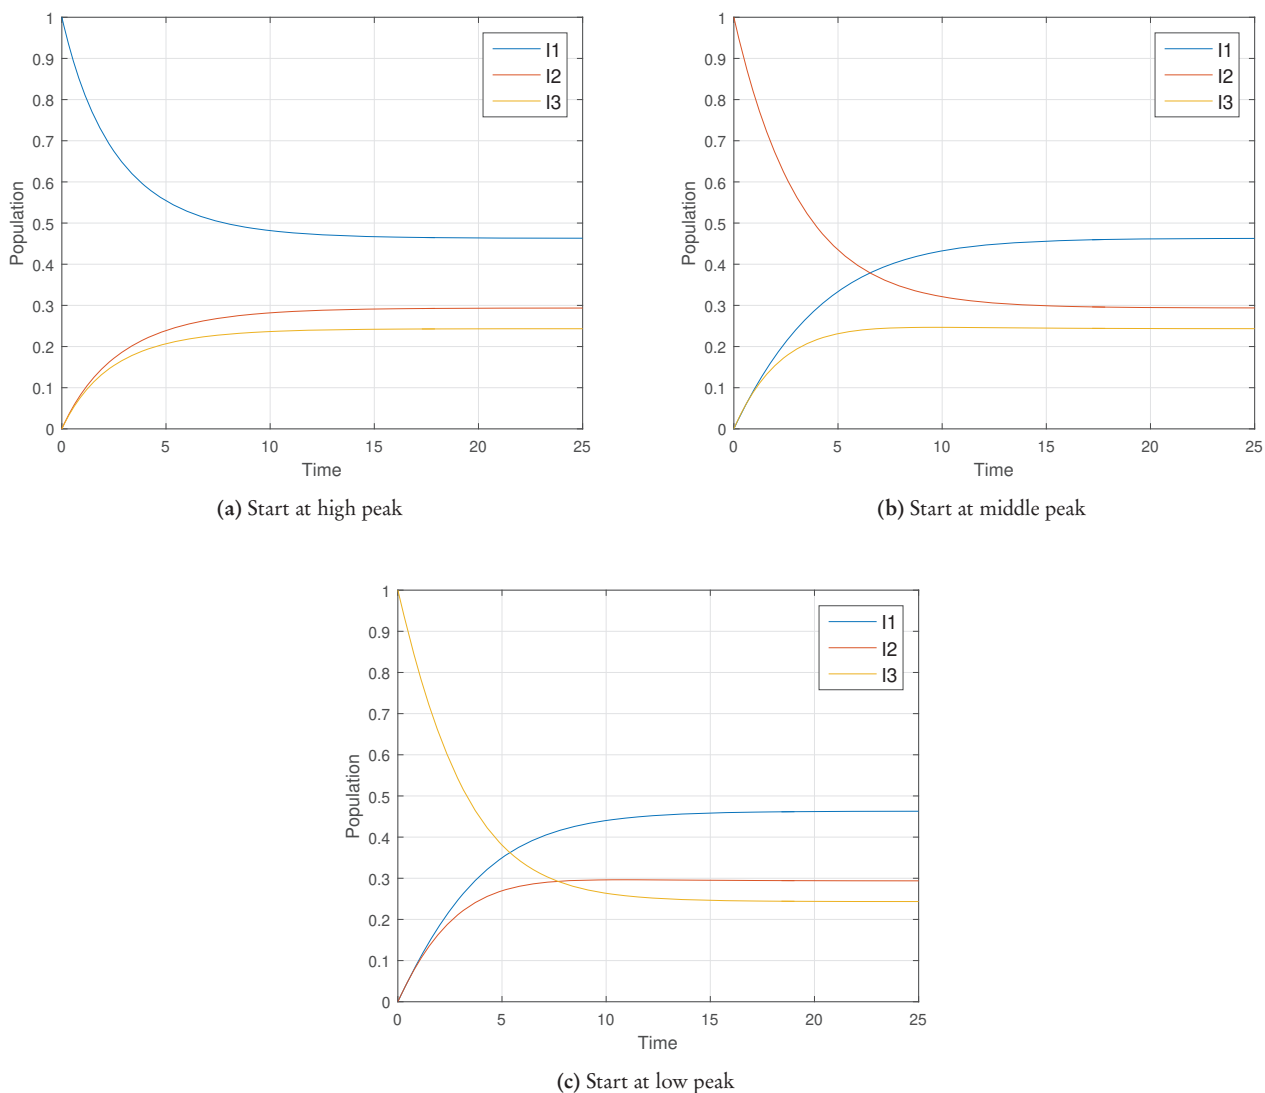 1
0.9
0.8
0.7
0.6
0.5
0.4
0.3
0.2
0.1
0
Population
0 5 10 15 20 25
Time
I1
I2
I3
(a) Start at high peak
1
0.9
0.8
0.7
0.6
0.5
0.4
0.3
0.2
0.1
0
Population
0 5 10 15 20 25
Time
I1
I2
I3
(b) Start at middle peak
1
0.9
0.8
0.7
0.6
0.5
0.4
0.3
0.2
0.1
0
Population
0 5 10 15 20 25
Time
I1
I2
I3
(c) Start at low peak